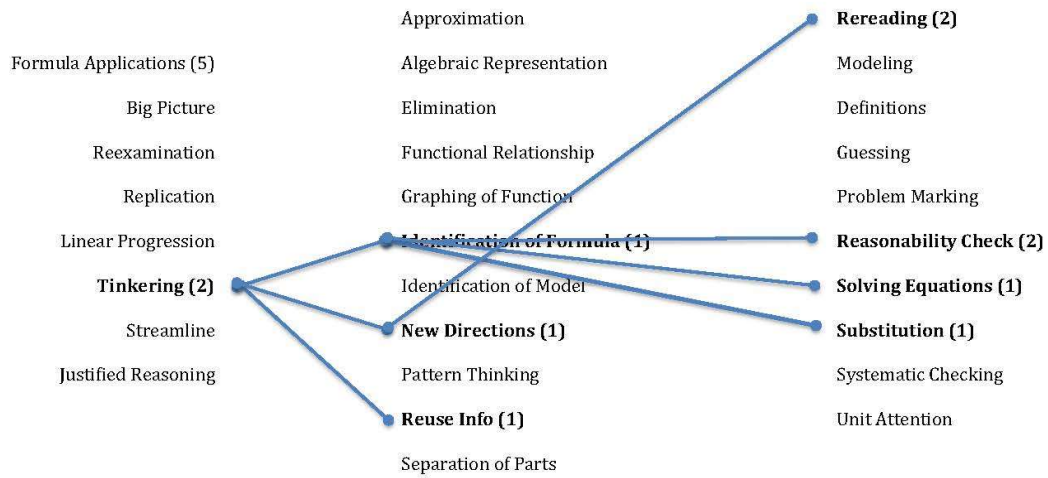 Formula Applications (5)
Big Picture
Reexamination
Replication
Linear Progression
Tinkering (2)
Streamline
Justified Reasoning
Approximation
Algebraic Representation
Elimination
Functional Relationship
Graphing of Function
Identification of Formula (1)
Identification of Model
New Directions (1)
Pattern Thinking
Reuse Info (1)
Separation of Parts
Rereading (2)
Modeling
Definitions
Guessing
Problem Marking
Reasonability Check (2)
Solving Equations (1)
Substitution (1)
Systematic Checking
Unit Attention